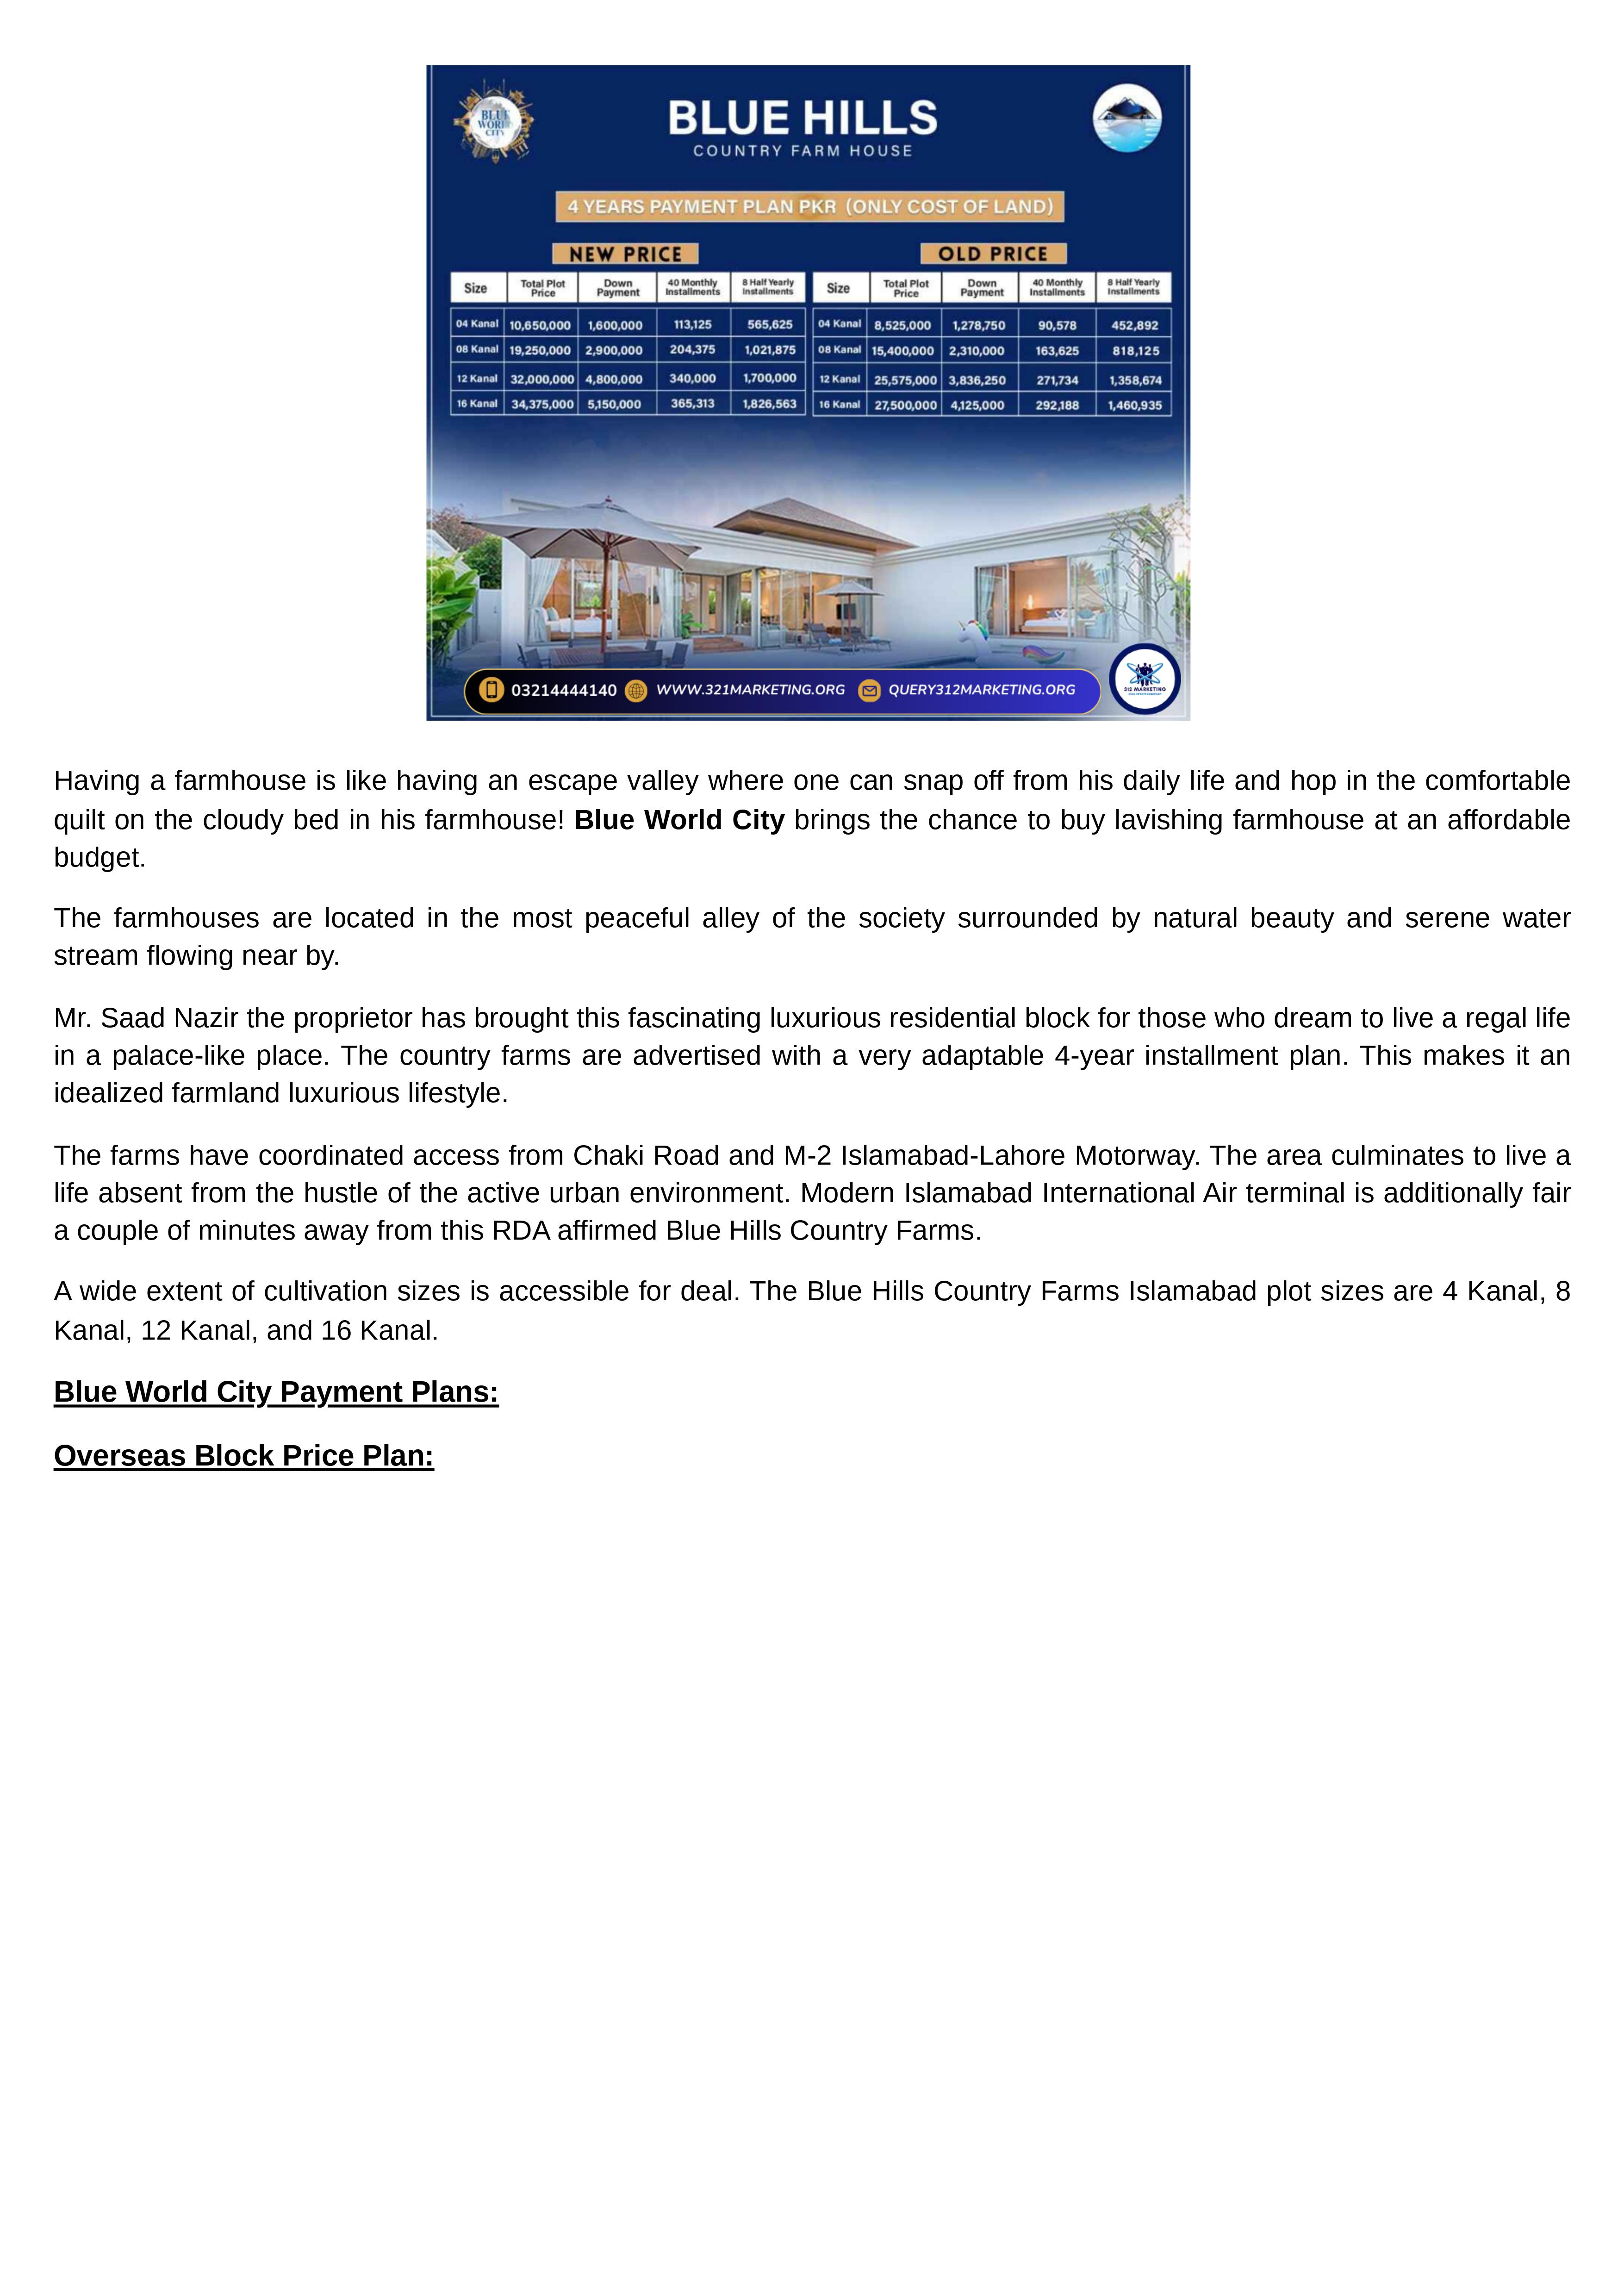 BLUE
WORLD
CITY
BLUE HILLS
COUNTRY FARM HOUSE
4 YEARS PAYMENT PLAN PKR (ONLY COST OF LAND)
NEW PRICE
Size Total Plot Price Down Payment 40 Monthly Installments 8 Half Yearly Installments
04 Kanal 10,650,000 1,600,000 113,125 565,625
08 Kanal 19,250,000 2,900,000 204,375 1,021,875
12 Kanal 32,000,000 4,800,000 340,000 1,700,000
16 Kanal 34,375,000 5,150,000 365,313 1,826,563
OLD PRICE
Size Total Plot Price Down Payment 40 Monthly Installments 8 Half Yearly Installments
04 Kanal 8,525,000 1,278,750 90,578 452,892
08 Kanal 15,400,000 2,310,000 163,625 818,125
12 Kanal 25,575,000 3,836,250 271,734 1,358,674
16 Kanal 27,500,000 4,125,000 292,188 1,460,935
03214444140 WWW.321MARKETING.ORG QUERY312MARKETING.ORG
312 MARKETING
REAL ESTATE COMPANY
Having a farmhouse is like having an escape valley where one can snap off from his daily life and hop in the comfortable
quilt on the cloudy bed in his farmhouse! Blue World City brings the chance to buy lavishing farmhouse at an affordable
budget.
The farmhouses are located in the most peaceful alley of the society surrounded by natural beauty and serene water
stream flowing near by.
Mr. Saad Nazir the proprietor has brought this fascinating luxurious residential block for those who dream to live a regal life
in a palace-like place. The country farms are advertised with a very adaptable 4-year installment plan. This makes it an
idealized farmland luxurious lifestyle.
The farms have coordinated access from Chaki Road and M-2 Islamabad-Lahore Motorway. The area culminates to live a
life absent from the hustle of the active urban environment. Modern Islamabad International Air terminal is additionally fair
a couple of minutes away from this RDA affirmed Blue Hills Country Farms.
A wide extent of cultivation sizes is accessible for deal. The Blue Hills Country Farms Islamabad plot sizes are 4 Kanal, 8
Kanal, 12 Kanal, and 16 Kanal.
Blue World City Payment Plans:
Overseas Block Price Plan: